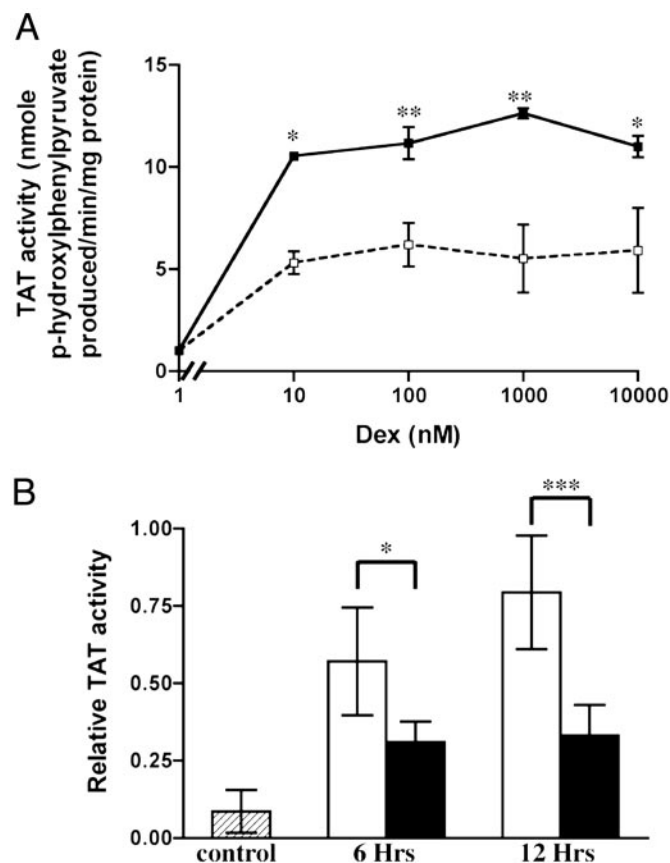 A
TAT activity (nmole
p-hydroxylphenylpyruvate
produced/min/mg protein)
15
10
5
0
*
**
**
*
1
10
100
1000
10000
Dex (nM)
B
Relative TAT activity
1.00
0.75
0.50
0.25
0.00
*
***
control
6 Hrs
12 Hrs